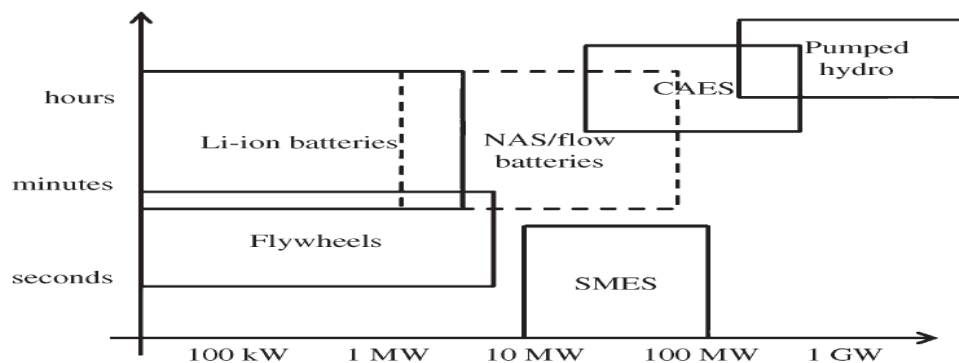 Pumped
hydro
hours
CAES
Li-ion batteries
NAS/flow
batteries
minutes
Flywheels
seconds
SMES
100 kW
1 MW
10 MW
100 MW
1 GW